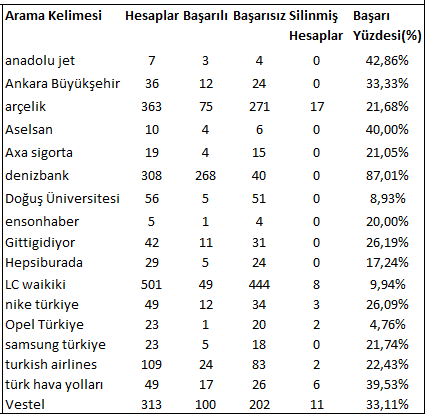 Arama Kelimesi Hesaplar Başarılı Başarısız Silinmiş Başarı
Hesaplar Yüzdesi(%)
anadolu jet 7 3 4 0 42,86%
Ankara Büyükşehir 36 12 24 0 33,33%
arçelik 363 75 271 17 21,68%
Aselsan 10 4 6 0 40,00%
Axa sigorta 19 4 15 0 21,05%
denizbank 308 268 40 0 87,01%
Doğuş Üniversitesi 56 5 51 0 8,93%
ensonhaber 5 1 4 0 20,00%
Gittigidiyor 42 11 31 0 26,19%
Hepsiburada 29 5 24 0 17,24%
LC waikiki 501 49 444 8 9,94%
nike türkiye 49 12 34 3 26,09%
Opel Türkiye 23 1 20 2 4,76%
samsung türkiye 23 5 18 0 21,74%
turkish airlines 109 24 83 2 22,43%
türk hava yolları 49 17 26 6 39,53%
Vestel 313 100 202 11 33,11%